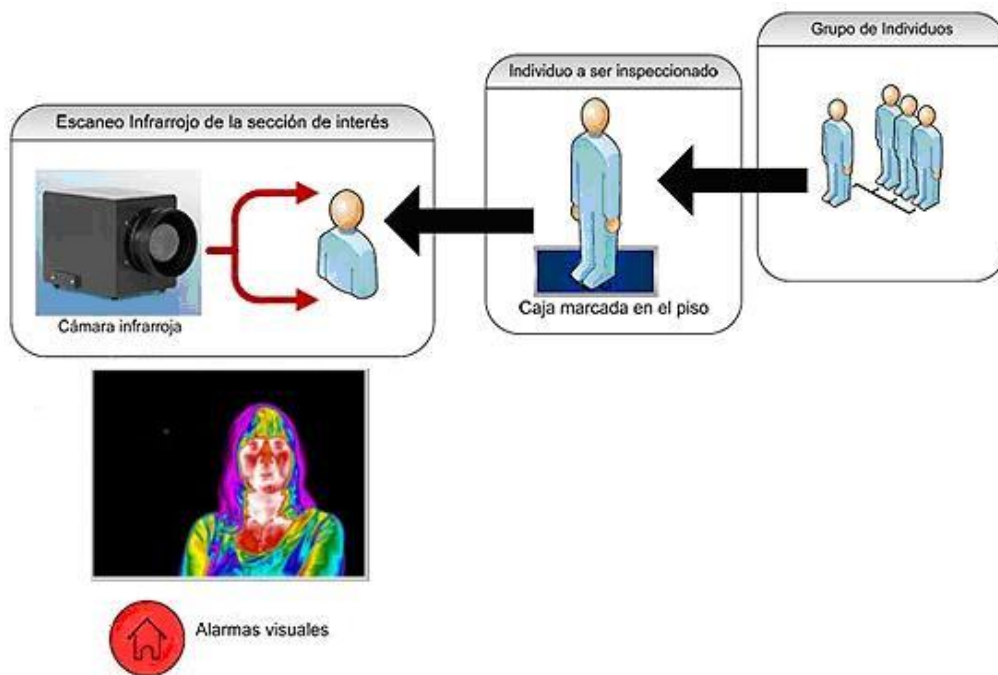 Grupo de Individuos
Individuo a ser inspeccionado
Escaneo Infrarrojo de la sección de interés
Caja marcada en el piso
Cámara infrarroja
Alarmas visuales